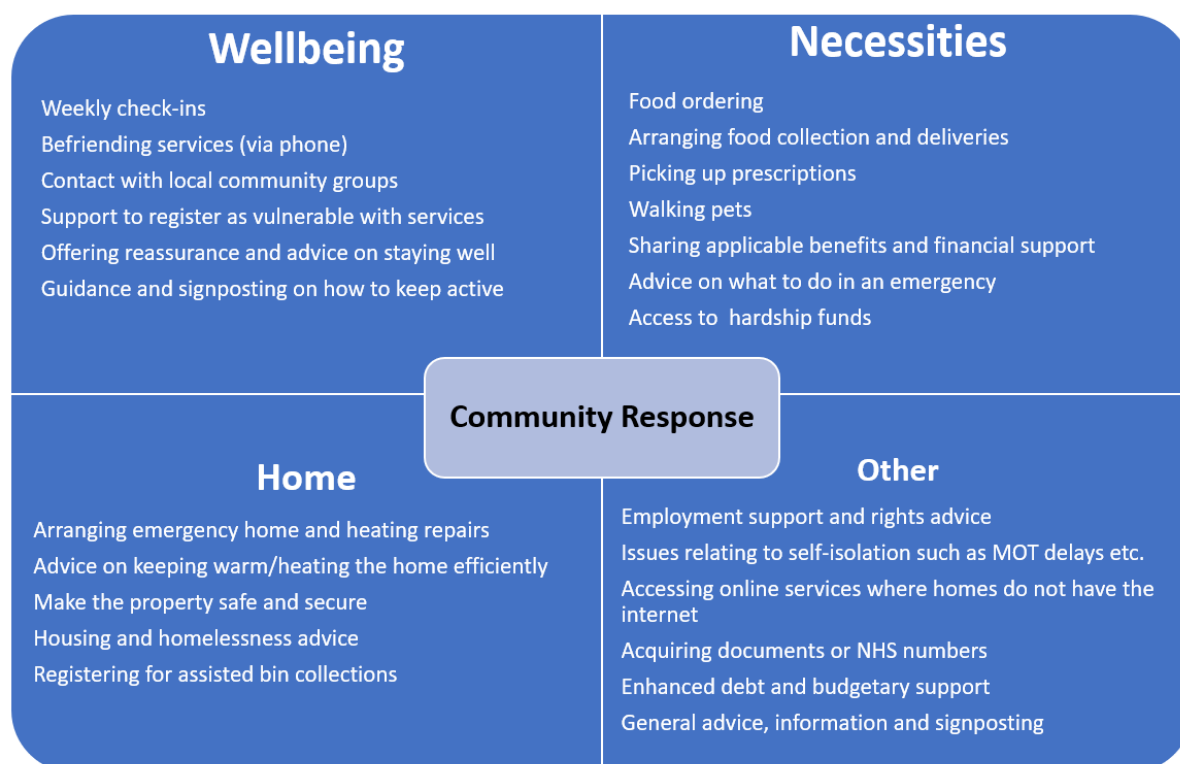 Wellbeing
Weekly check-ins
Befriending services (via phone)
Contact with local community groups
Support to register as vulnerable with services
Offering reassurance and advice on staying well
Guidance and signposting on how to keep active
Necessities
Food ordering
Arranging food collection and deliveries
Picking up prescriptions
Walking pets
Sharing applicable benefits and financial support
Advice on what to do in an emergency
Access to  hardship funds
Community Response
Home
Arranging emergency home and heating repairs
Advice on keeping warm/heating the home efficiently
Make the property safe and secure
Housing and homelessness advice
Registering for assisted bin collections
Other
Employment support and rights advice
Issues relating to self-isolation such as MOT delays etc.
Accessing online services where homes do not have the
internet
Acquiring documents or NHS numbers
Enhanced debt and budgetary support
General advice, information and signposting